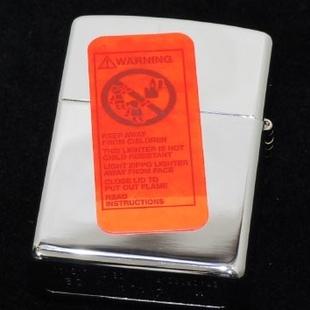 WARNING
KEEP AWAY
FROM CHILDREN
THIS LIGHTER IS NOT
CHILD RESISTANT
LIGHT ZIPPO LIGHTER
AWAY FROM FACE
CLOSE LID TO
PUT OUT FLAME
READ
INSTRUCTIONS